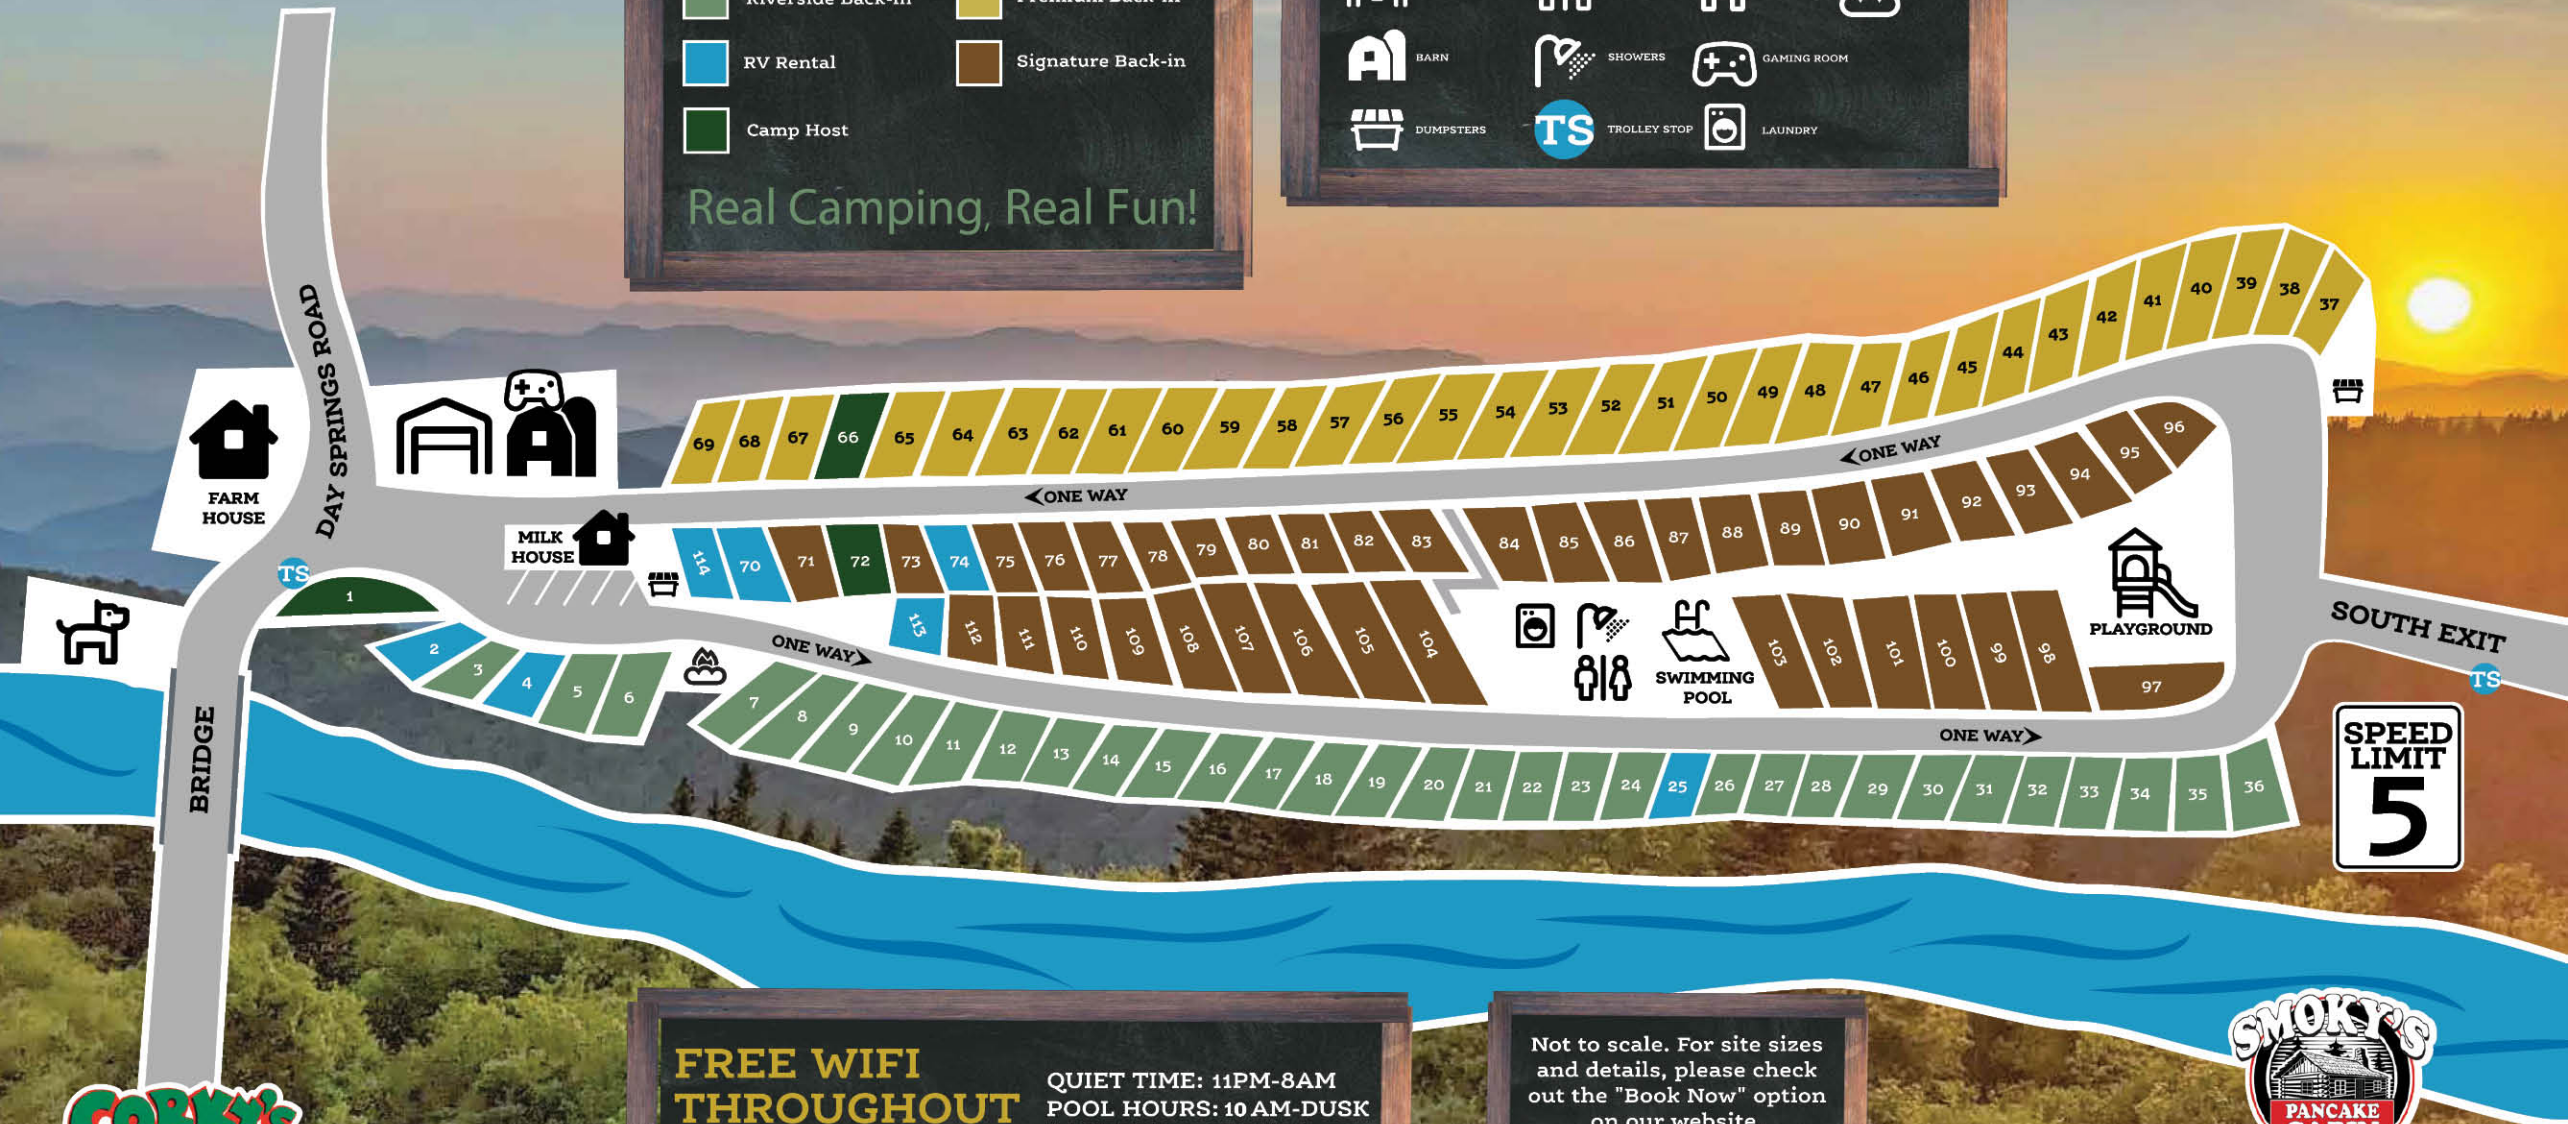 Riverside Back-in
Premium Back-in
RV Rental
Signature Back-in
Camp Host
Real Camping, Real Fun!
BARN
SHOWERS
GAMING ROOM
DUMPSTERS
TS
TROLLEY STOP
LAUNDRY
DAY SPRINGS ROAD
FARM
HOUSE
MILK
HOUSE
TS
BRIDGE
69 68 67 66 65 64 63 62 61 60 59 58 57 56 55 54 53 52 51 50 49 48 47 46 45 44 43 42 41 40 39 38 37
<ONE WAY
<ONE WAY
114 70 71 72 73 74 75 76 77 78 79 80 81 82 83 84 85 86 87 88 89 90 91 92 93 94 95 96
113 112 111 110 109 108 107 106 105 104
SWIMMING
POOL
103 102 101 100 99 98
97
PLAYGROUND
SOUTH EXIT
TS
1
2 3 4 5 6
ONE WAY>
ONE WAY>
7 8 9 10 11 12 13 14 15 16 17 18 19 20 21 22 23 24 25 26 27 28 29 30 31 32 33 34 35 36
SPEED
LIMIT
5
CORKY'S
FREE WIFI
THROUGHOUT
QUIET TIME: 11PM-8AM
POOL HOURS: 10 AM-DUSK
Not to scale. For site sizes
and details, please check
out the "Book Now" option
on our website
SMOKY'S
PANCAKE
CABIN